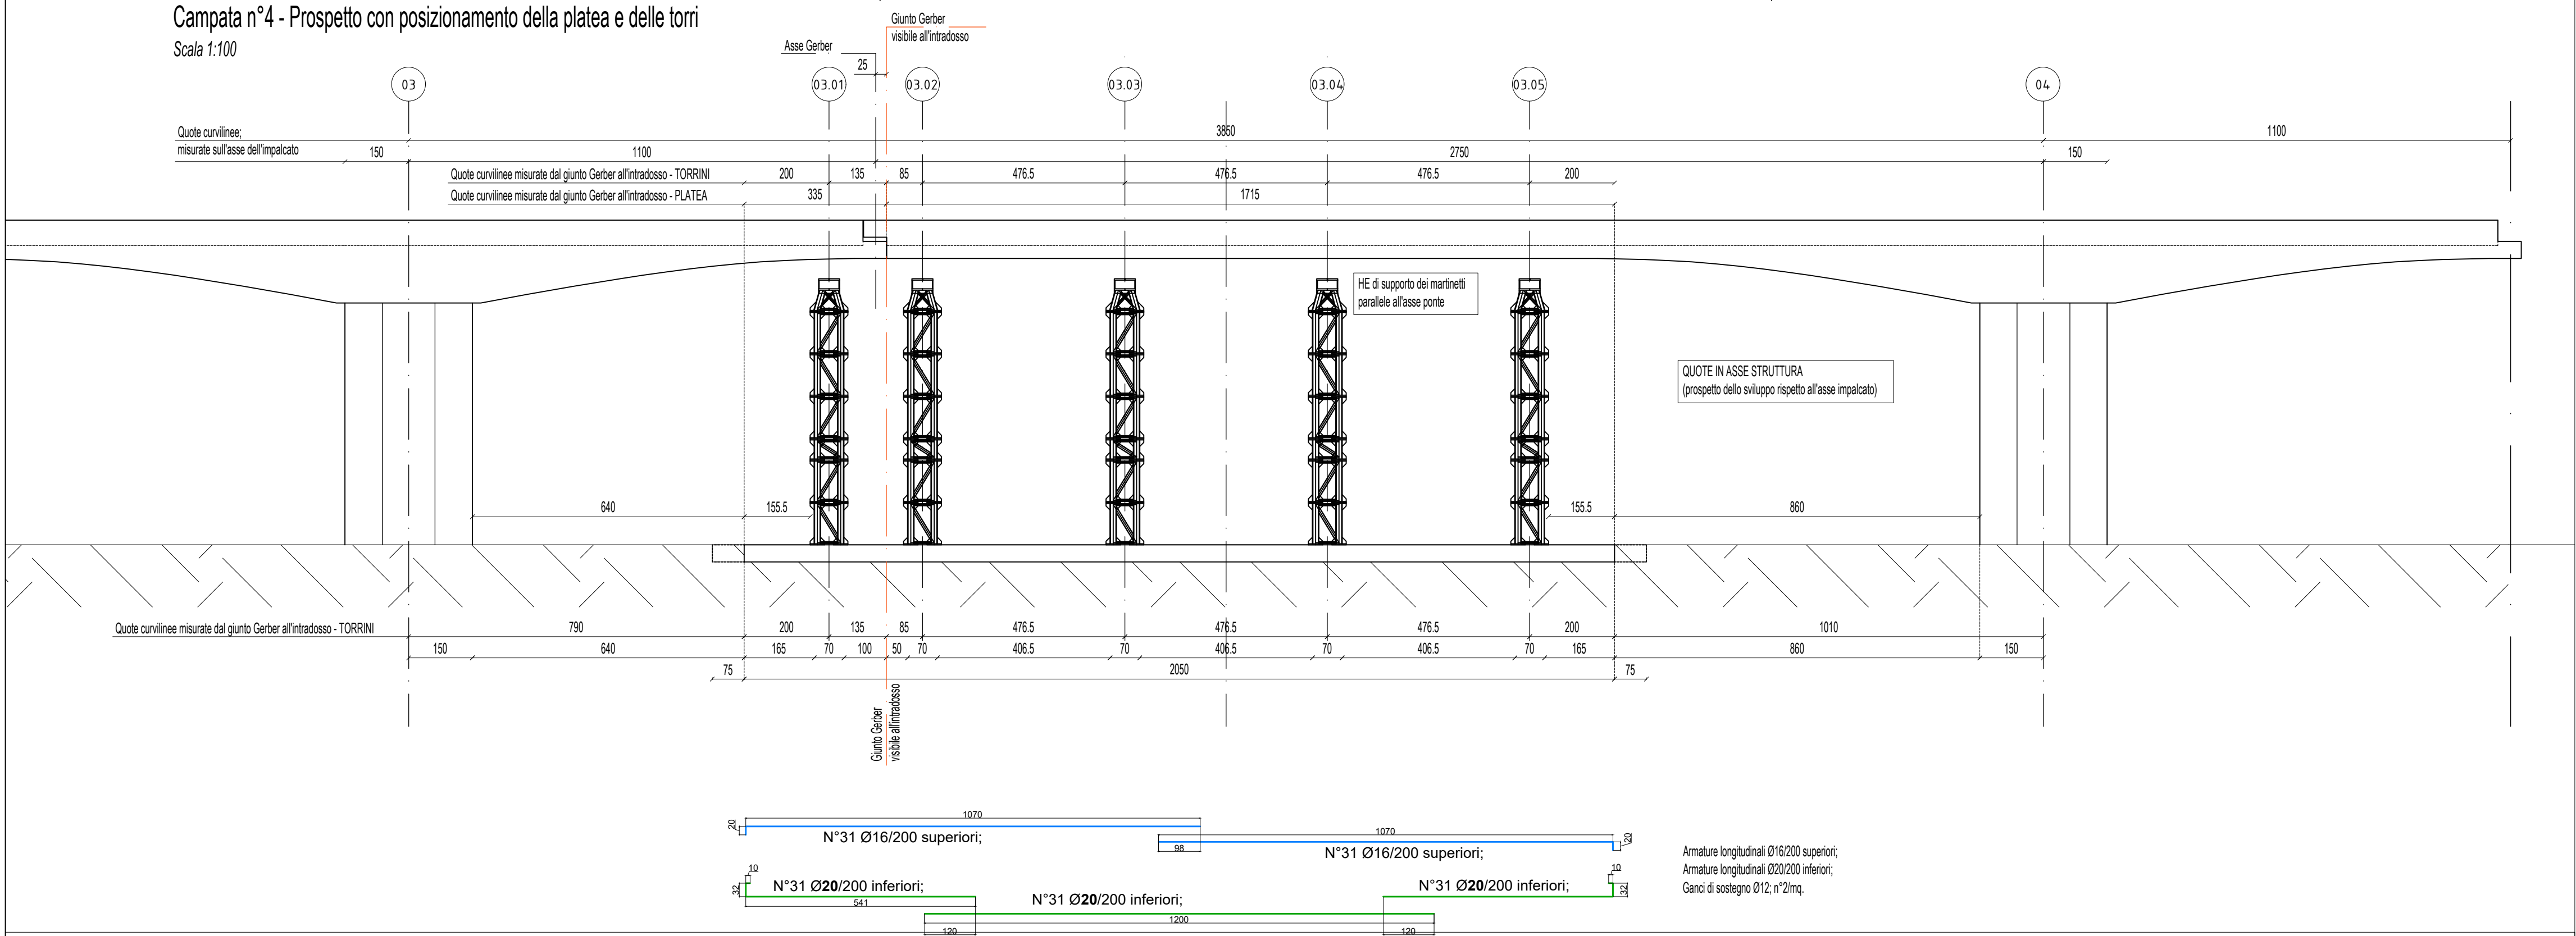 Campata n°4 - Prospetto con posizionamento della platea e delle torri
Scala 1:100
Giunto Gerber
visibile all'intradosso
Asse Gerber
25
03
03.01
03.02
03.03
03.04
03.05
04
Quote curvilinee;
misurate sull'asse dell'impalcato
3850
1100
150
1100
2750
150
Quote curvilinee misurate dal giunto Gerber all'intradosso - TORRINI
200
135
85
476.5
476.5
476.5
200
Quote curvilinee misurate dal giunto Gerber all'intradosso - PLATEA
335
1715
HE di supporto dei martinetti
parallele all'asse ponte
QUOTE IN ASSE STRUTTURA
(prospetto dello sviluppo rispetto all'asse impalcato)
640
155.5
155.5
860
Quote curvilinee misurate dal giunto Gerber all'intradosso - TORRINI
790
200
135
85
476.5
476.5
476.5
200
1010
150
640
165
70
100
50
70
406.5
70
406.5
70
406.5
70
165
860
150
75
2050
75
Giunto Gerber
visibile all'intradosso
1070
20
N°31 Ø16/200 superiori;
1070
98
20
N°31 Ø16/200 superiori;
10
32
N°31 Ø20/200 inferiori;
541
N°31 Ø20/200 inferiori;
1200
120
120
N°31 Ø20/200 inferiori;
10
32
Armature longitudinali Ø16/200 superiori;
Armature longitudinali Ø20/200 inferiori;
Ganci di sostegno Ø12; n°2/mq.